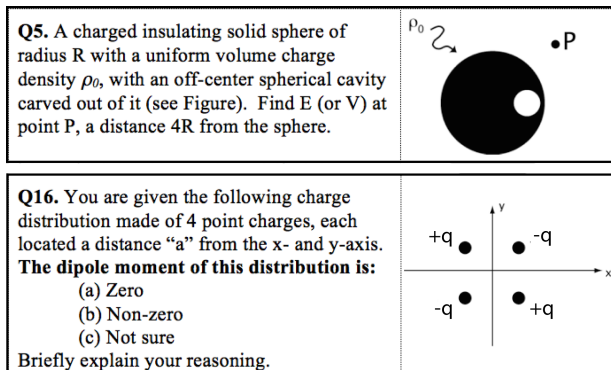 Q5. A charged insulating solid sphere of
radius R with a uniform volume charge
density ρ₀, with an off-center spherical cavity
carved out of it (see Figure).  Find E (or V) at
point P, a distance 4R from the sphere.
ρ₀
P
Q16. You are given the following charge
distribution made of 4 point charges, each
located a distance “a” from the x- and y-axis.
The dipole moment of this distribution is:
(a) Zero
(b) Non-zero
(c) Not sure
Briefly explain your reasoning.
y
+q
-q
x
-q
+q